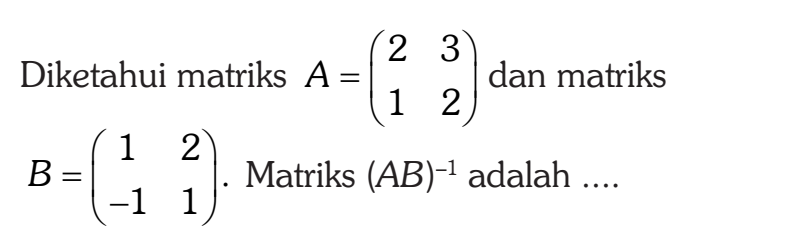 Diketahui matriks A = (2 3
1 2) dan matriks
B = (1 2
−1 1). Matriks (AB)⁻¹ adalah ....